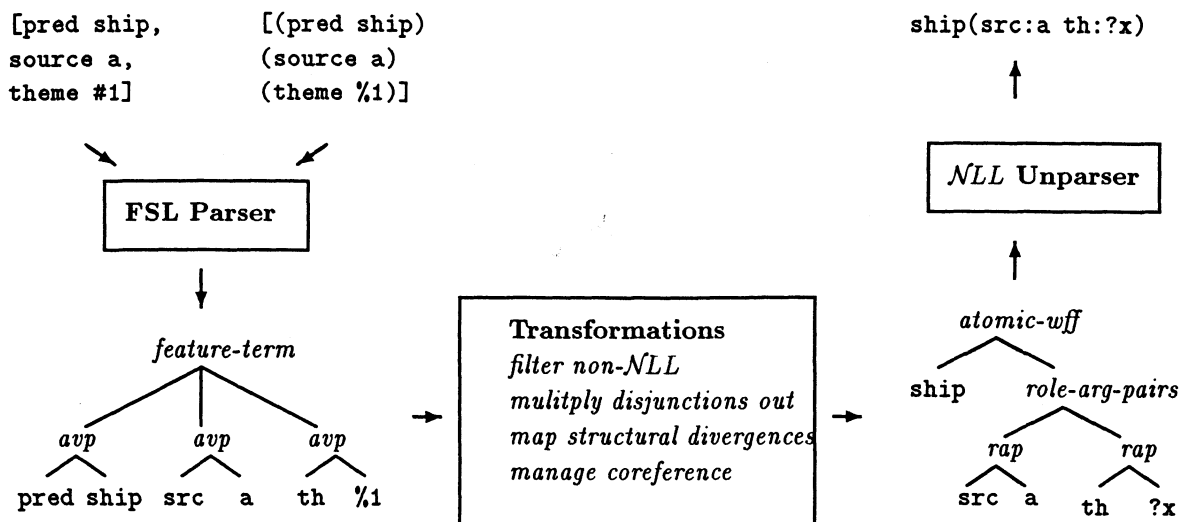 [pred ship,
source a,
theme #1]
[(pred ship)
(source a)
(theme %1)]
FSL Parser
feature-term
avp avp avp
pred ship src a th %1
Transformations
filter non-NLL
mulitply disjunctions out
map structural divergences
manage coreference
ship(src:a th:?x)
NLL Unparser
atomic-wff
ship role-arg-pairs
rap rap
src a th ?x